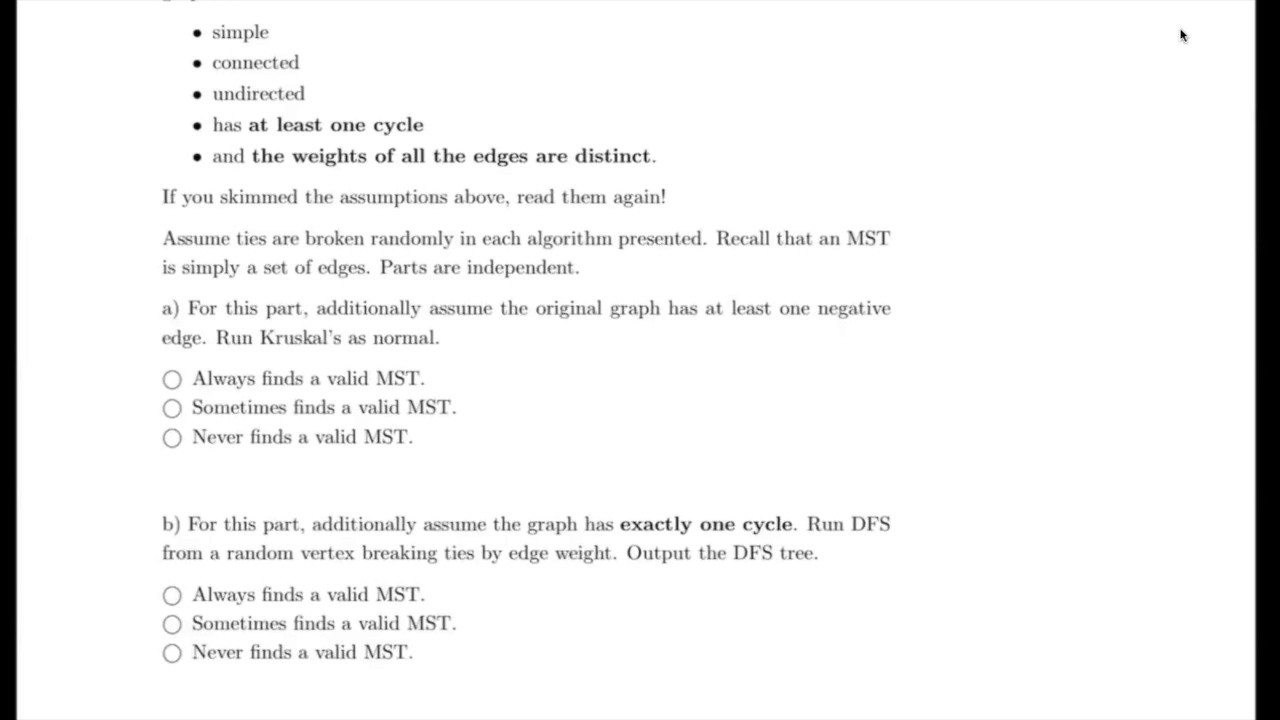 • simple
• connected
• undirected
• has at least one cycle
• and the weights of all the edges are distinct.
If you skimmed the assumptions above, read them again!
Assume ties are broken randomly in each algorithm presented. Recall that an MST
is simply a set of edges. Parts are independent.
a) For this part, additionally assume the original graph has at least one negative
edge. Run Kruskal's as normal.
○ Always finds a valid MST.
○ Sometimes finds a valid MST.
○ Never finds a valid MST.
b) For this part, additionally assume the graph has exactly one cycle. Run DFS
from a random vertex breaking ties by edge weight. Output the DFS tree.
○ Always finds a valid MST.
○ Sometimes finds a valid MST.
○ Never finds a valid MST.